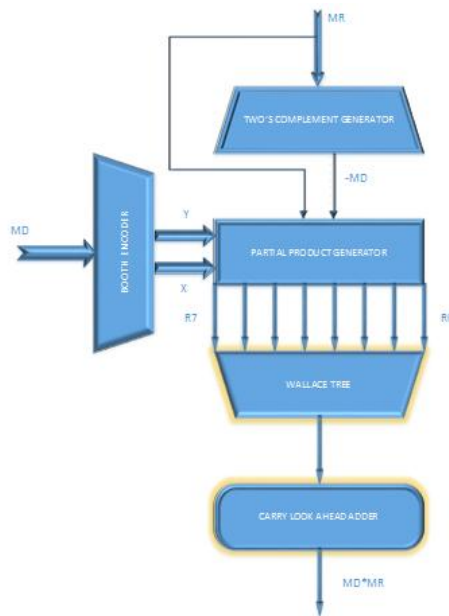 MR
TWO'S COMPLEMENT GENERATOR
-MD
MD
BOOTH ENCODER
Y
X
PARTIAL PRODUCT GENERATOR
R7
WALLACE TREE
CARRY LOOK AHEAD ADDER
MD*MR